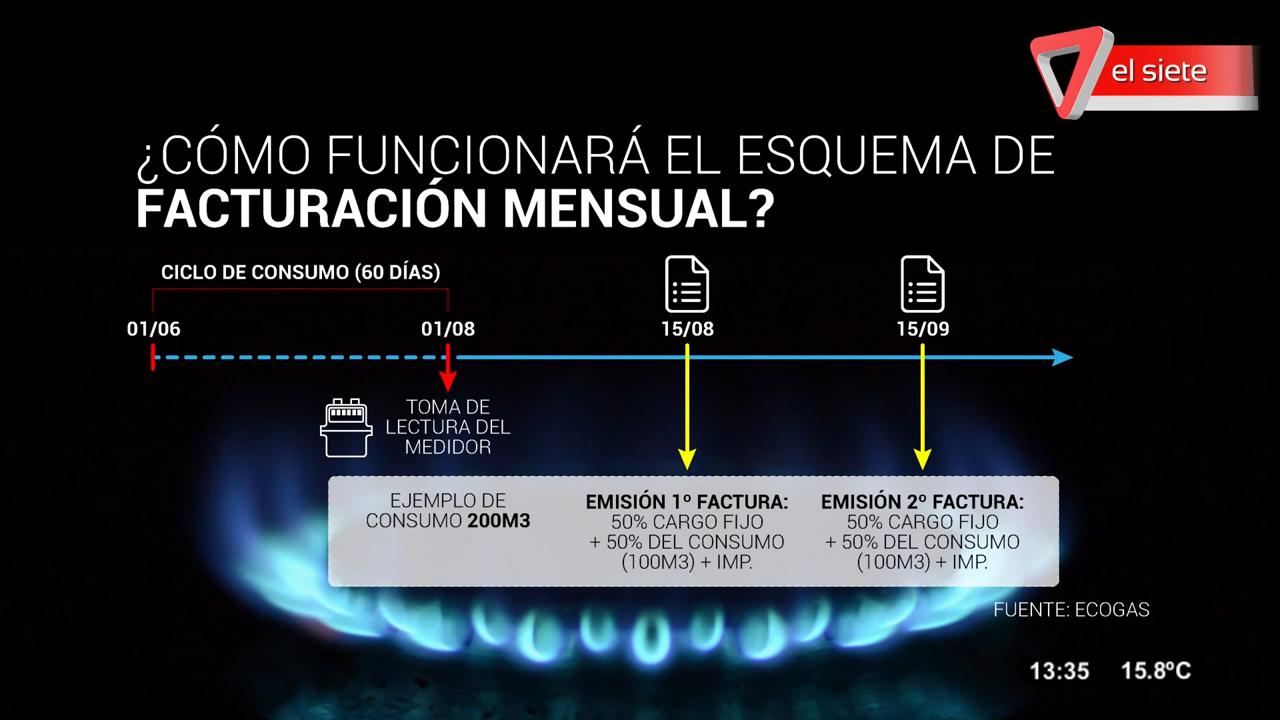 el siete
¿CÓMO FUNCIONARÁ EL ESQUEMA DE
FACTURACIÓN MENSUAL?
CICLO DE CONSUMO (60 DÍAS)
01/06
01/08
15/08
15/09
TOMA DE
LECTURA DEL
MEDIDOR
EJEMPLO DE
CONSUMO 200M3
EMISIÓN 1º FACTURA:
50% CARGO FIJO
+ 50% DEL CONSUMO
(100M3) + IMP.
EMISIÓN 2º FACTURA:
50% CARGO FIJO
+ 50% DEL CONSUMO
(100M3) + IMP.
FUENTE: ECOGAS
13:35 15.8ºC